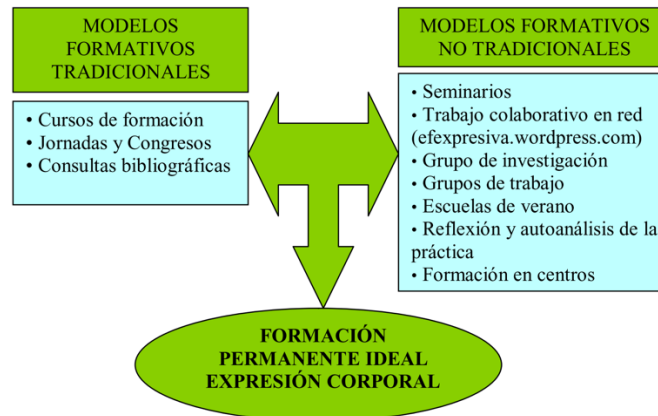 MODELOS
FORMATIVOS
TRADICIONALES
• Cursos de formación
• Jornadas y Congresos
• Consultas bibliográficas
MODELOS FORMATIVOS
NO TRADICIONALES
• Seminarios
• Trabajo colaborativo en red
(efexpresiva.wordpress.com)
• Grupo de investigación
• Grupos de trabajo
• Escuelas de verano
• Reflexión y autoanálisis de la
práctica
• Formación en centros
FORMACIÓN
PERMANENTE IDEAL
EXPRESIÓN CORPORAL